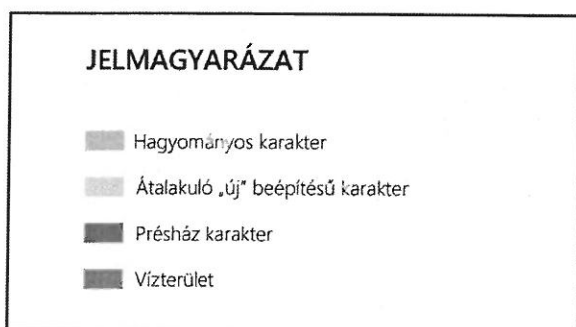 JELMAGYARÁZAT
Hagyományos karakter
Átalakuló „új" beépítésű karakter
Présház karakter
Vízterület